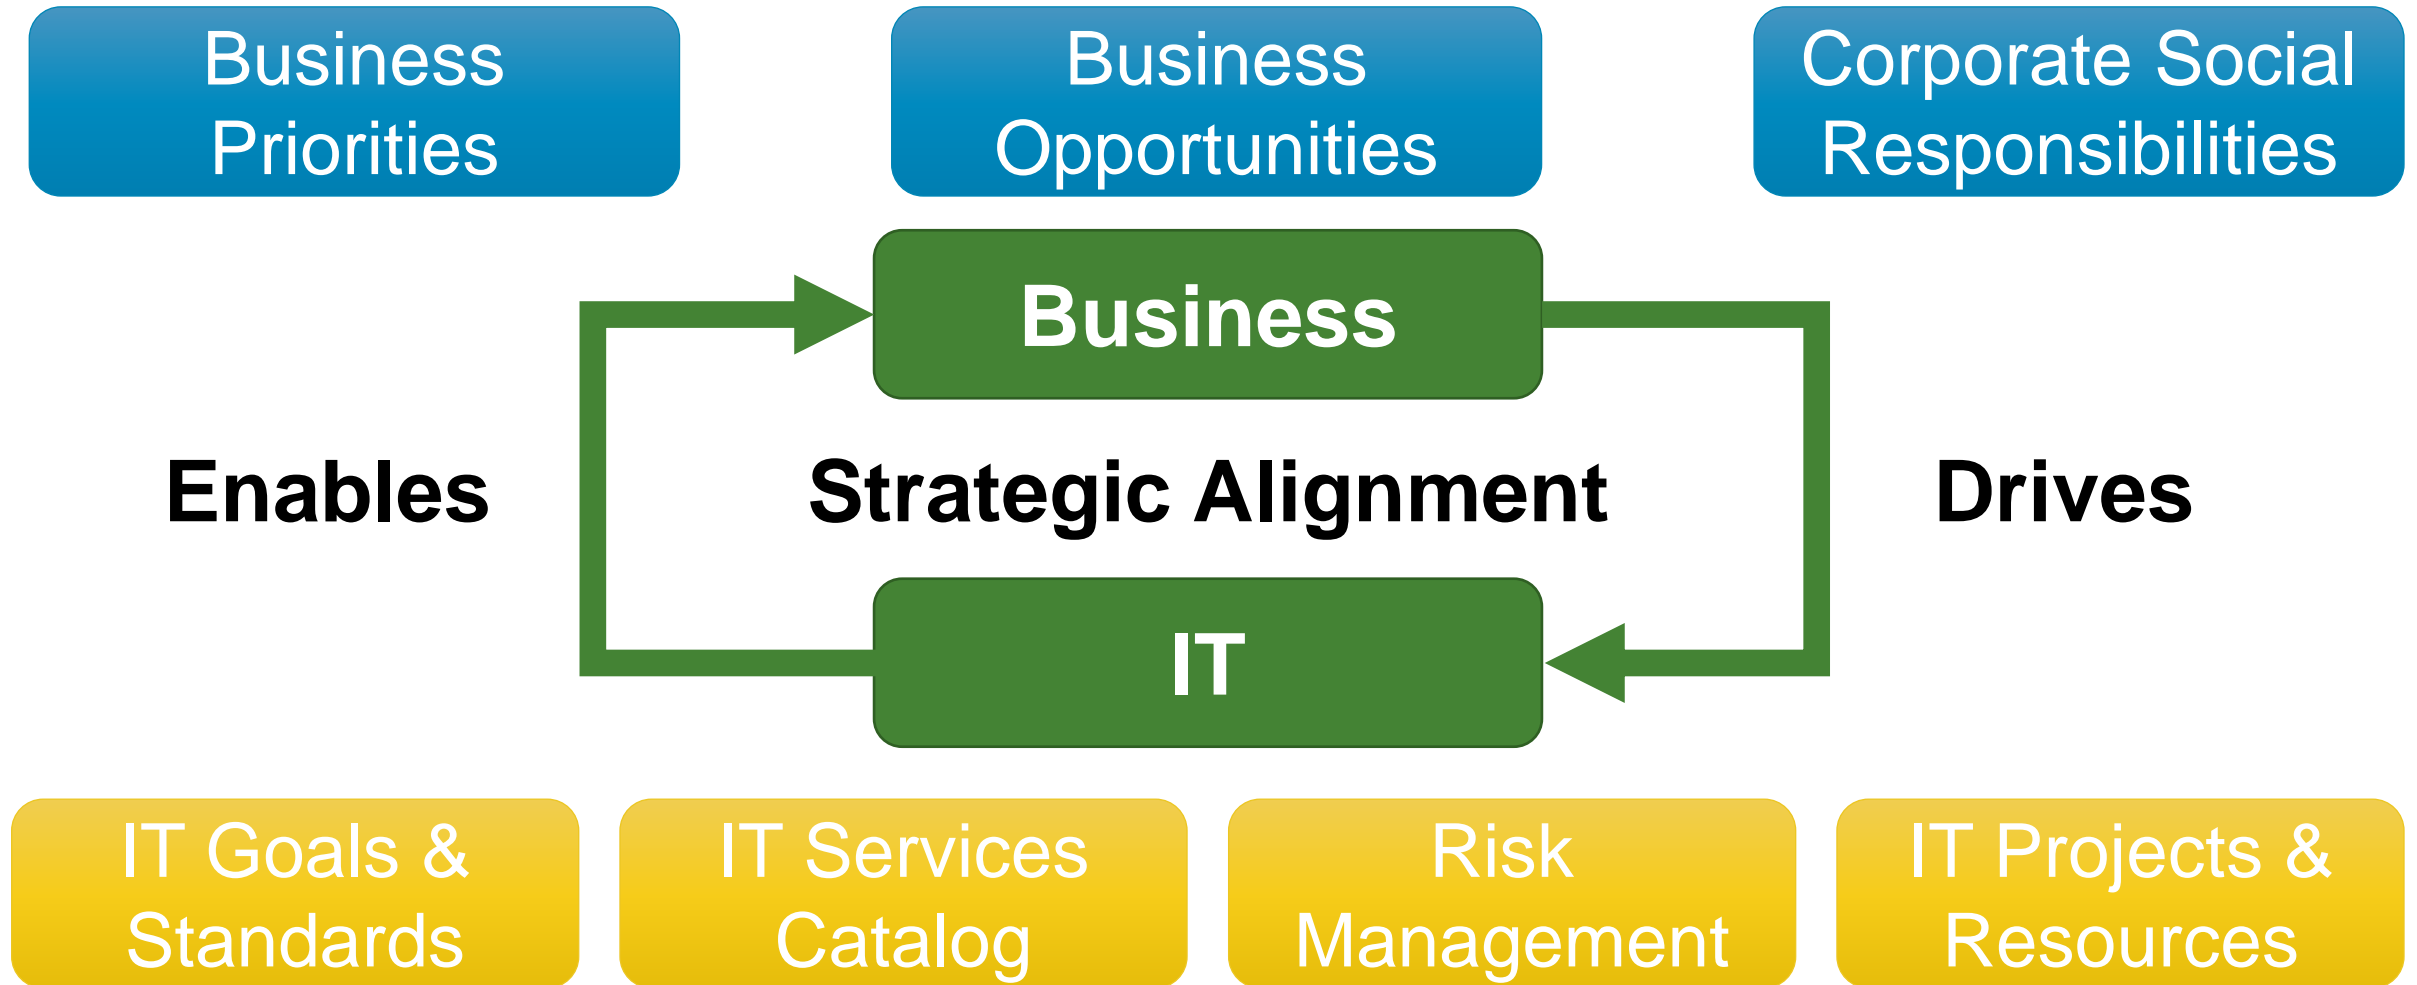 Business
Priorities
Business
Opportunities
Corporate Social
Responsibilities
Business
Enables
Strategic Alignment
Drives
IT
IT Goals &
Standards
IT Services
Catalog
Risk
Management
IT Projects &
Resources